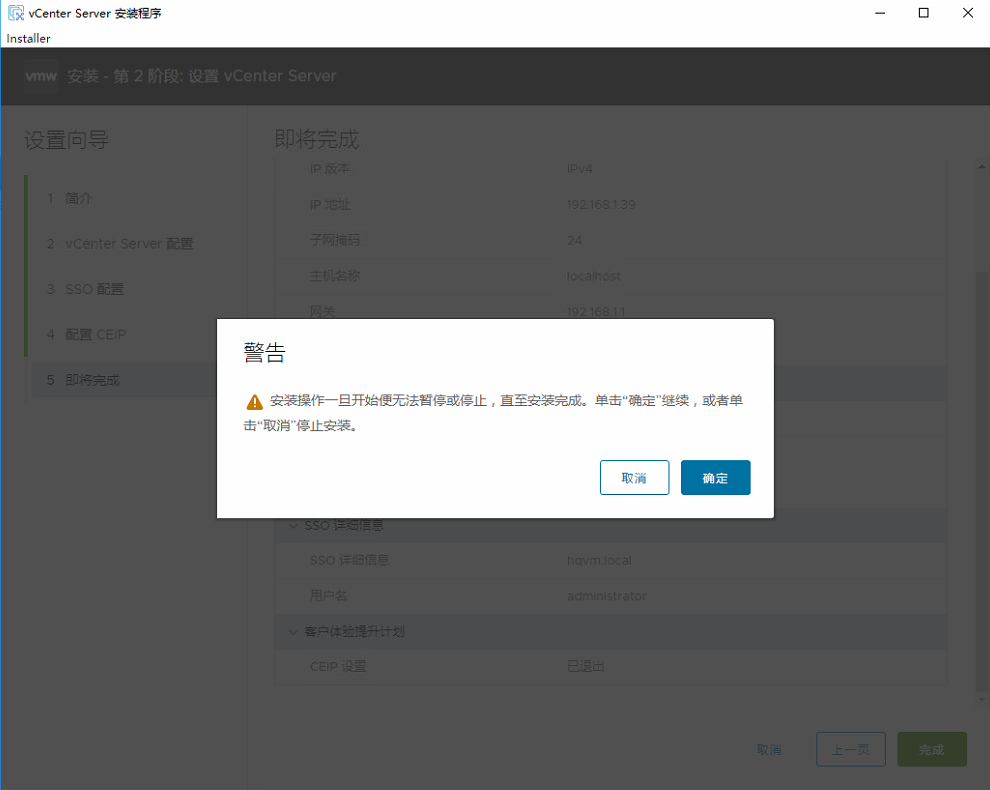 vCenter Server 安装程序
Installer
vmw 安装 - 第 2 阶段: 设置 vCenter Server
设置向导
1 简介
2 vCenter Server 配置
3 SSO 配置
4 配置 CEIP
5 即将完成
即将完成
IP 版本 IPv4
IP 地址 192.168.1.39
子网掩码 24
主机名称 localhost
网关 192.168.1.1
警告
安装操作一旦开始便无法暂停或停止，直至安装完成。单击“确定”继续，或者单
击“取消”停止安装。
取消 确定
SSO 详细信息
SSO 详细信息 hqvm.local
用户名 administrator
客户体验提升计划
CEIP 设置 已退出
取消 上一页 完成